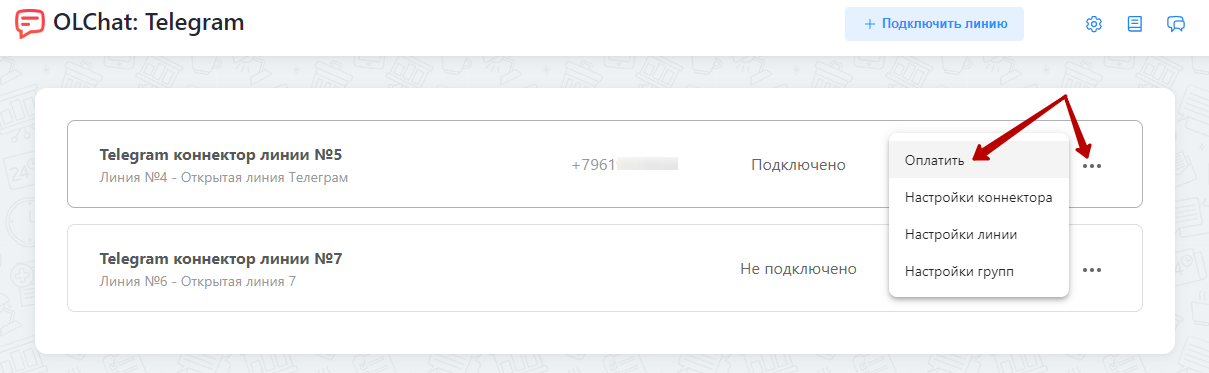 OLChat: Telegram
+ Подключить линию
Telegram коннектор линии №5
Линия №4 - Открытая линия Телеграм
+7961
Подключено
Оплатить
Настройки коннектора
Настройки линии
Настройки групп
Telegram коннектор линии №7
Линия №6 - Открытая линия 7
Не подключено